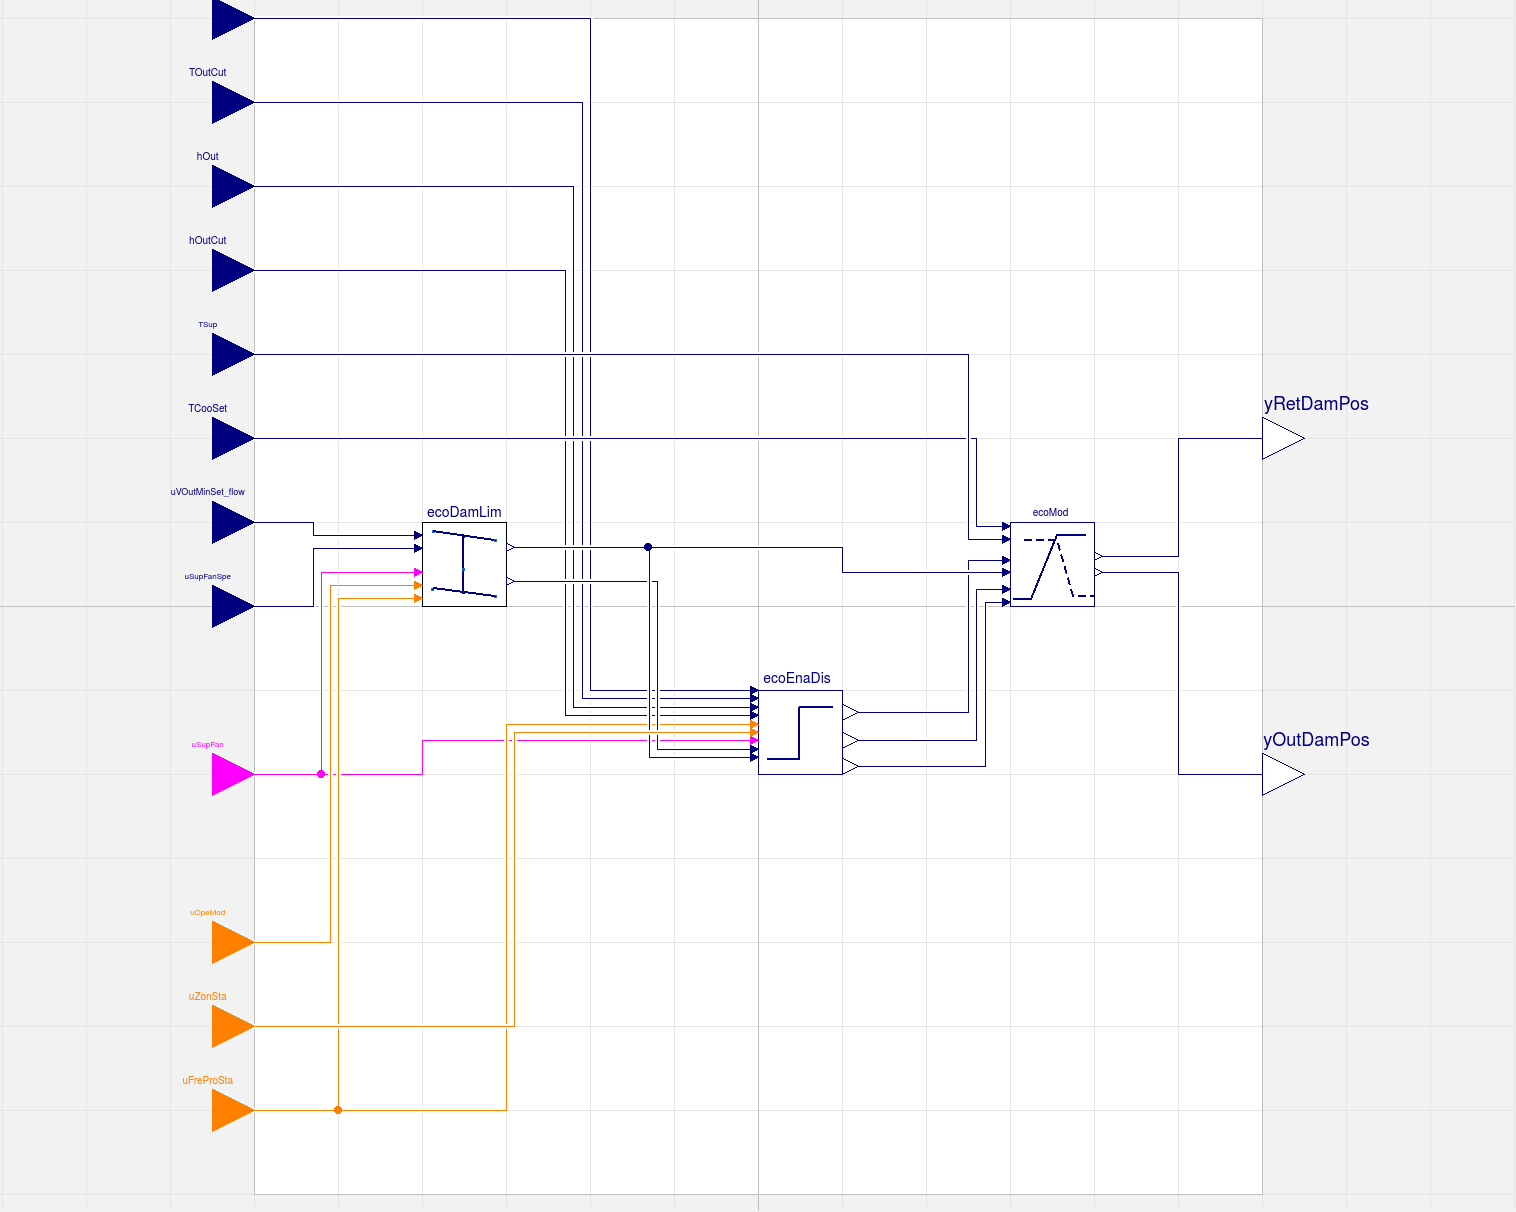 TOutCut
hOut
hOutCut
TSup
TCooSet
yRetDamPos
uVOutMinSet_flow
ecoDamLim
ecoMod
uSupFanSpe
ecoEnaDis
uSupFan
yOutDamPos
uOpeMod
uZonSta
uFreProSta